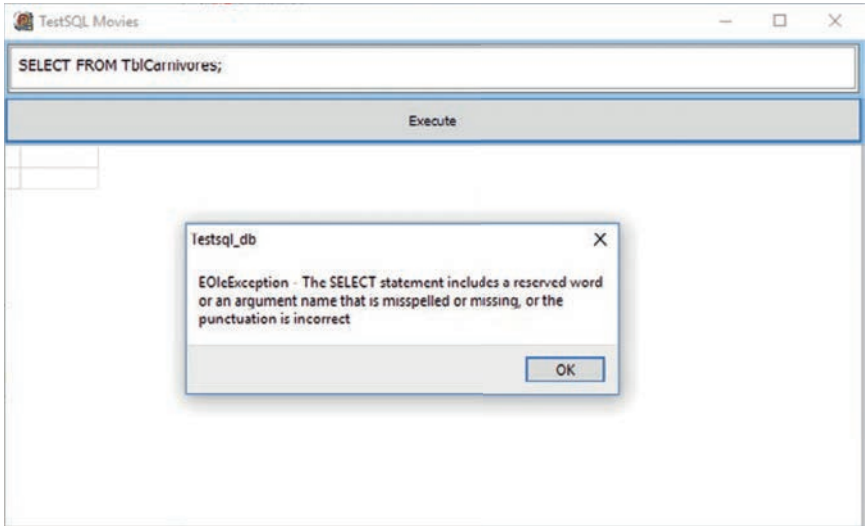 TestSQL Movies
SELECT FROM TblCarnivores;
Execute
Testsql_db
EOleException - The SELECT statement includes a reserved word
or an argument name that is misspelled or missing, or the
punctuation is incorrect
OK